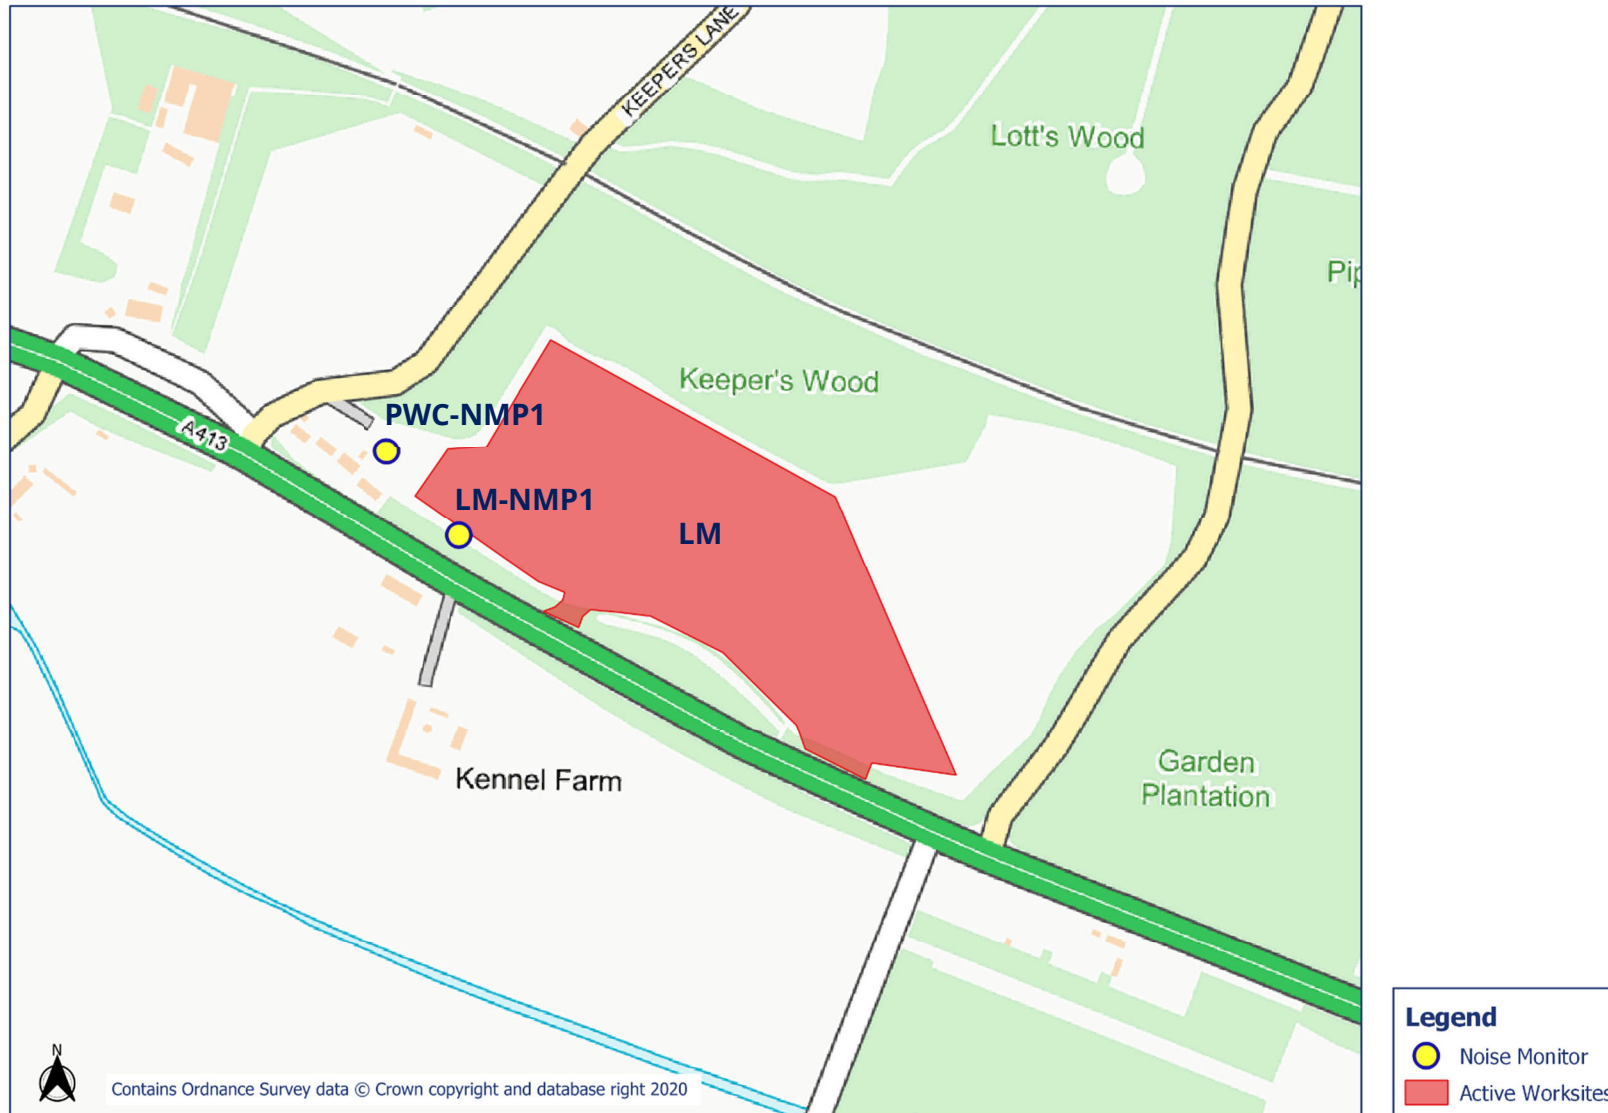 KEEPERS LANE
Lott's Wood
Pip
Keeper's Wood
PWC-NMP1
A413
LM-NMP1
LM
Kennel Farm
Garden
Plantation
N
Contains Ordnance Survey data © Crown copyright and database right 2020
Legend
Noise Monitor
Active Worksites